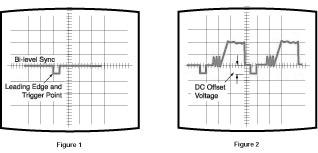 Bi-level Sync
Leading Edge and
Trigger Point
Figure 1
DC Offset
Voltage
Figure 2